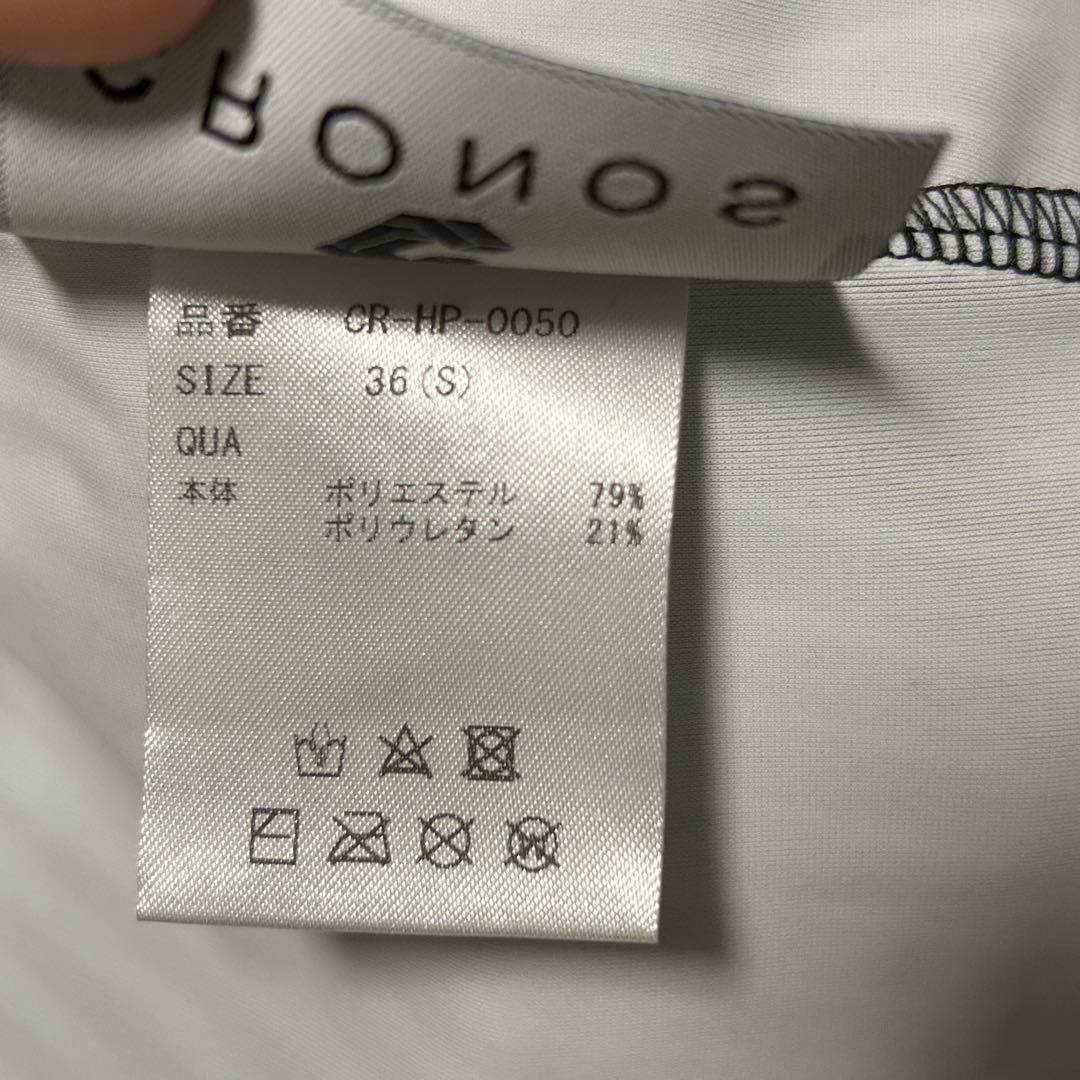 CRONOS
品番 CR-HP-0050
SIZE 36(S)
QUA
本体 ポリエステル 79%
ポリウレタン 21%